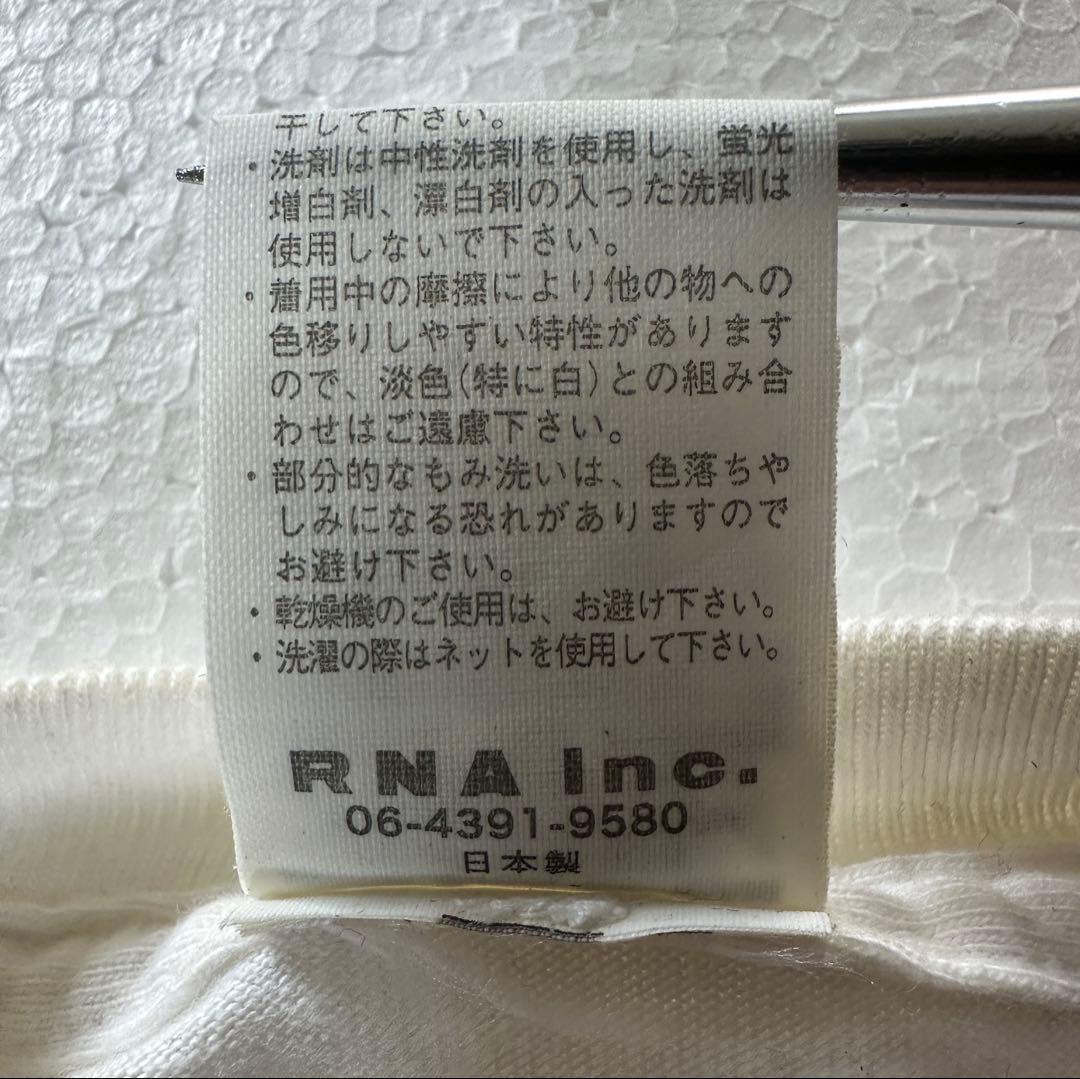 干して下さい。
・洗剤は中性洗剤を使用し、蛍光
増白剤、漂白剤の入った洗剤は
使用しないで下さい。
・着用中の摩擦により他の物への
色移りしやすい特性があります
ので、淡色(特に白)との組み合
わせはご遠慮下さい。
・部分的なもみ洗いは、色落ちや
しみになる恐れがありますので
お避け下さい。
・乾燥機のご使用は、お避け下さい。
・洗濯の際はネットを使用して下さい。
RNA Inc.
06-4391-9580
日本製